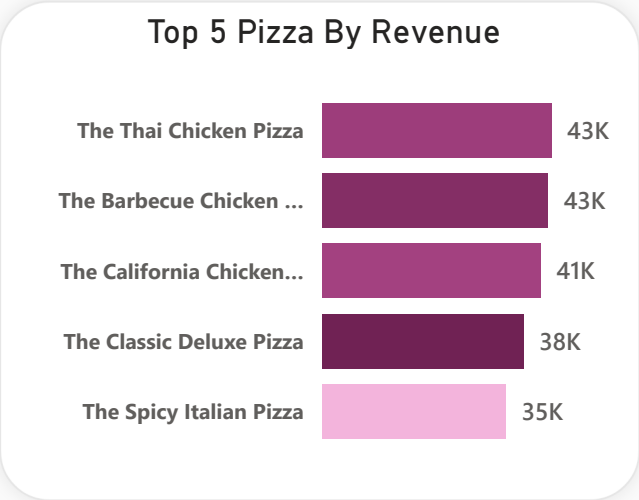 Top 5 Pizza By Revenue
The Thai Chicken Pizza 43K
The Barbecue Chicken ... 43K
The California Chicken... 41K
The Classic Deluxe Pizza 38K
The Spicy Italian Pizza 35K